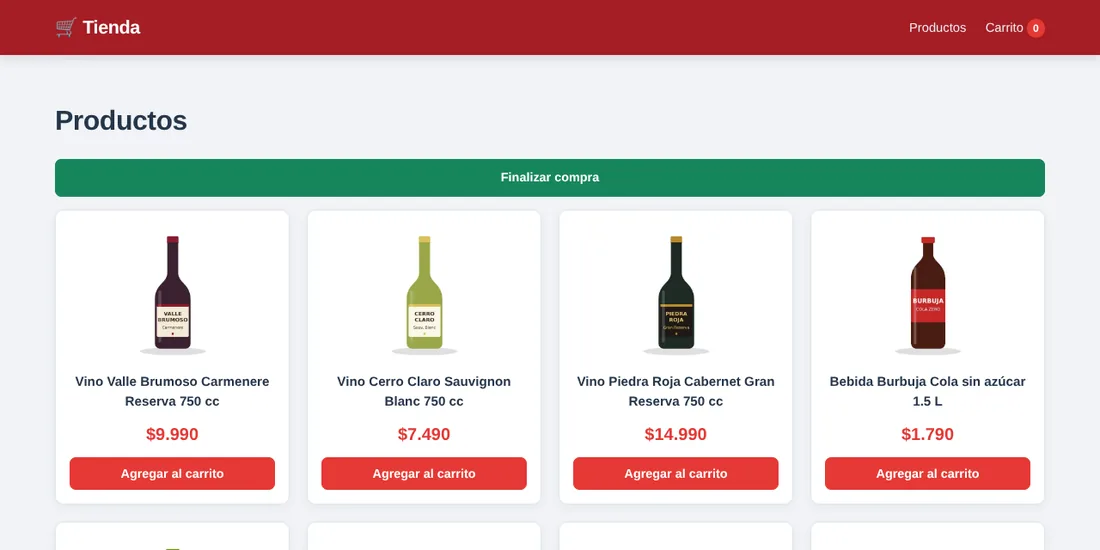 🛒 Tienda
Productos
Carrito 0
Productos
Finalizar compra
VALLE
BRUMOSO
Carmenere
CERRO
CLARO
Sauv. Blanc
PIEDRA
ROJA
Gran Reserva
BURBUJA
COLA ZERO
Vino Valle Brumoso Carmenere
Reserva 750 cc
Vino Cerro Claro Sauvignon
Blanc 750 cc
Vino Piedra Roja Cabernet Gran
Reserva 750 cc
Bebida Burbuja Cola sin azúcar
1.5 L
$9.990
$7.490
$14.990
$1.790
Agregar al carrito
Agregar al carrito
Agregar al carrito
Agregar al carrito